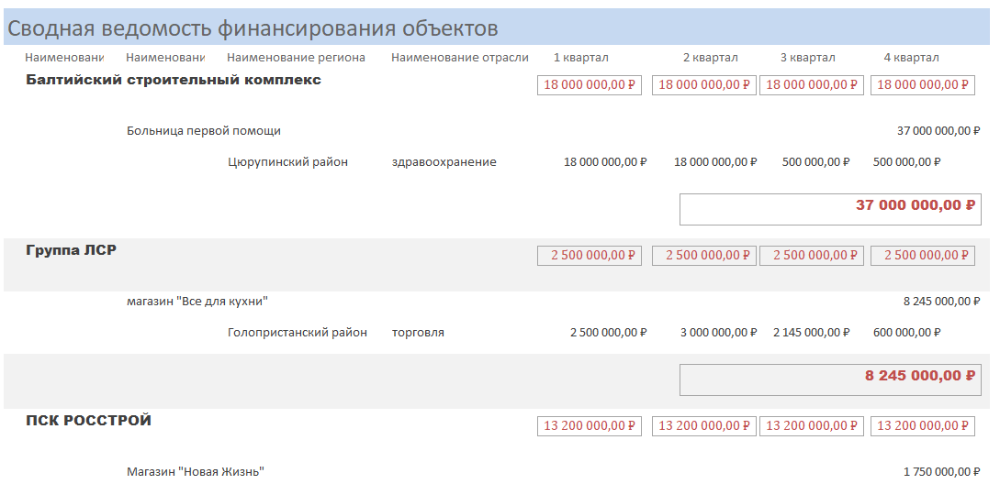 Сводная ведомость финансирования объектов
Наименовани Наименовани Наименование региона Наименование отрасли 1 квартал 2 квартал 3 квартал 4 квартал
Балтийский строительный комплекс 18 000 000,00 ₽ 18 000 000,00 ₽ 18 000 000,00 ₽ 18 000 000,00 ₽
Больница первой помощи 37 000 000,00 ₽
Цюрупинский район здравоохранение 18 000 000,00 ₽ 18 000 000,00 ₽ 500 000,00 ₽ 500 000,00 ₽
37 000 000,00 ₽
Группа ЛСР 2 500 000,00 ₽ 2 500 000,00 ₽ 2 500 000,00 ₽ 2 500 000,00 ₽
магазин "Все для кухни" 8 245 000,00 ₽
Голопристанский район торговля 2 500 000,00 ₽ 3 000 000,00 ₽ 2 145 000,00 ₽ 600 000,00 ₽
8 245 000,00 ₽
ПСК РОССТРОЙ 13 200 000,00 ₽ 13 200 000,00 ₽ 13 200 000,00 ₽ 13 200 000,00 ₽
Магазин "Новая Жизнь" 1 750 000,00 ₽